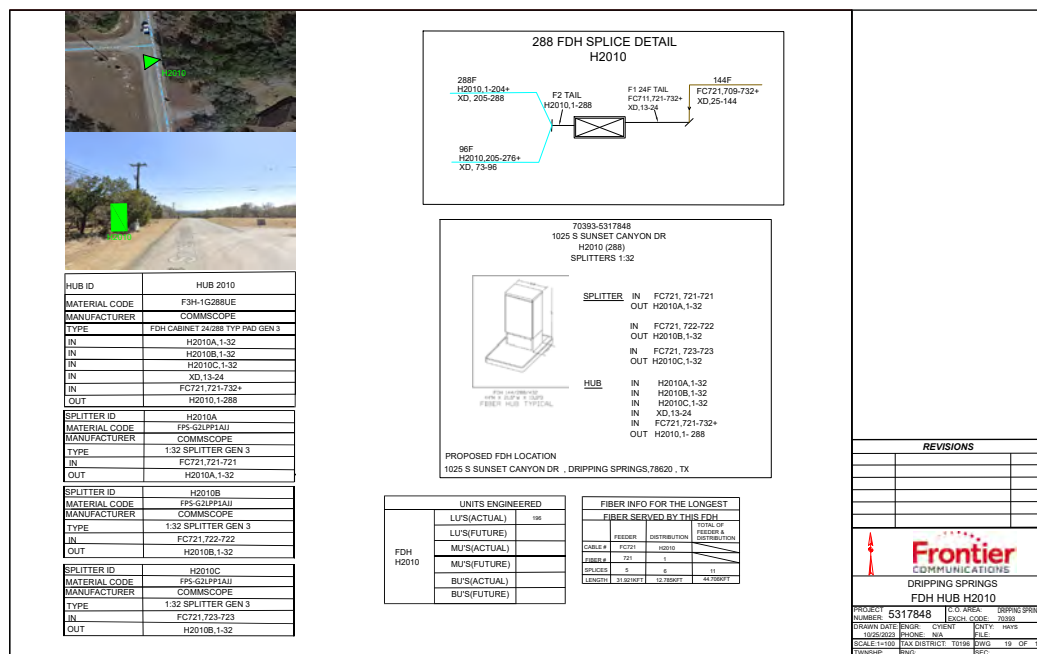 H2010
288 FDH SPLICE DETAIL
H2010
288F
H2010,1-204+
XD, 205-288
F2 TAIL
H2010,1-288
F1 24F TAIL
FC711,721-732+
XD,13-24
144F
FC721,709-732+
XD,25-144
96F
H2010,205-276+
XD, 73-96
70393-5317848
1025 S SUNSET CANYON DR
H2010 (288)
SPLITTERS 1:32
SPLITTER IN FC721, 721-721
OUT H2010A,1-32
IN FC721, 722-722
OUT H2010B,1-32
IN FC721, 723-723
OUT H2010C,1-32
HUB IN H2010A,1-32
IN H2010B,1-32
IN H2010C,1-32
IN XD,13-24
IN FC721,721-732+
OUT H2010,1- 288
FIBER HUB TYPICAL
PROPOSED FDH LOCATION
1025 S SUNSET CANYON DR , DRIPPING SPRINGS,78620 , TX
HUB ID HUB 2010
MATERIAL CODE F3H-1G288UE
MANUFACTURER COMMSCOPE
TYPE FDH CABINET 24/288 TYP PAD GEN 3
IN H2010A,1-32
IN H2010B,1-32
IN H2010C,1-32
IN XD,13-24
IN FC721,721-732+
OUT H2010,1-288
SPLITTER ID H2010A
MATERIAL CODE FPS-G2LPP1AJJ
MANUFACTURER COMMSCOPE
TYPE 1:32 SPLITTER GEN 3
IN FC721,721-721
OUT H2010A,1-32
SPLITTER ID H2010B
MATERIAL CODE FPS-G2LPP1AJJ
MANUFACTURER COMMSCOPE
TYPE 1:32 SPLITTER GEN 3
IN FC721,722-722
OUT H2010B,1-32
SPLITTER ID H2010C
MATERIAL CODE FPS-G2LPP1AJJ
MANUFACTURER COMMSCOPE
TYPE 1:32 SPLITTER GEN 3
IN FC721,723-723
OUT H2010B,1-32
UNITS ENGINEERED
FDH
H2010
LU'S(ACTUAL) 196
LU'S(FUTURE)
MU'S(ACTUAL)
MU'S(FUTURE)
BU'S(ACTUAL)
BU'S(FUTURE)
FIBER INFO FOR THE LONGEST
FIBER SERVED BY THIS FDH
FEEDER DISTRIBUTION TOTAL OF FEEDER & DISTRIBUTION
CABLE # FC721 H2010
FIBER # 721 1
SPLICES 5 6 11
LENGTH 31.921KFT 12.785KFT 44.706KFT
REVISIONS
Frontier
COMMUNICATIONS
DRIPPING SPRINGS
FDH HUB H2010
PROJECT NUMBER: 5317848 C.O. AREA: DRIPPING SPRIN
EXCH. CODE: 70393
DRAWN DATE: 10/25/2023 ENGR: CYIENT CNTY: HAYS
PHONE: N/A FILE:
SCALE:1=100 TAX DISTRICT: T0196 DWG 19 OF 1
TWNSHP RNG: SEC: